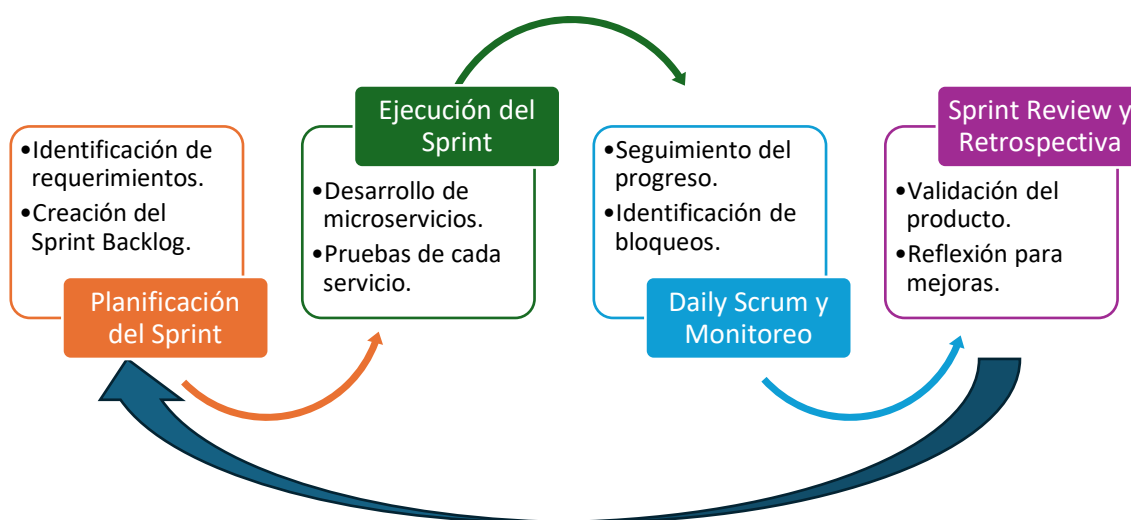 •Identificación de
requerimientos.
•Creación del
Sprint Backlog.
Planificación
del Sprint
Ejecución del
Sprint
•Desarrollo de
microservicios.
•Pruebas de cada
servicio.
•Seguimiento del
progreso.
•Identificación de
bloqueos.
Daily Scrum y
Monitoreo
Sprint Review y
Retrospectiva
•Validación del
producto.
•Reflexión para
mejoras.